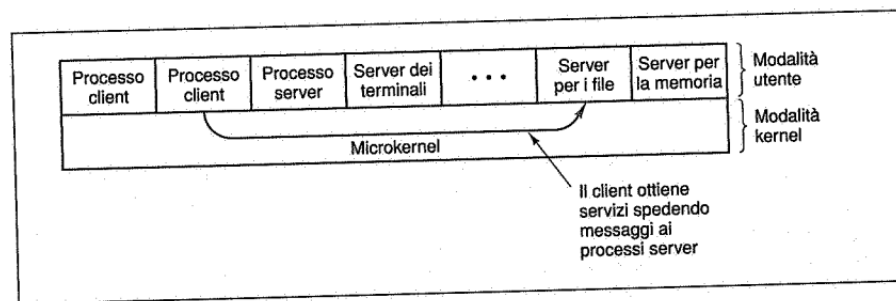 Processo
client
Processo
client
Processo
server
Server dei
terminali
• • •
Server
per i file
Server per
la memoria
Modalità
utente
Microkernel
Modalità
kernel
Il client ottiene
servizi spedendo
messaggi ai
processi server